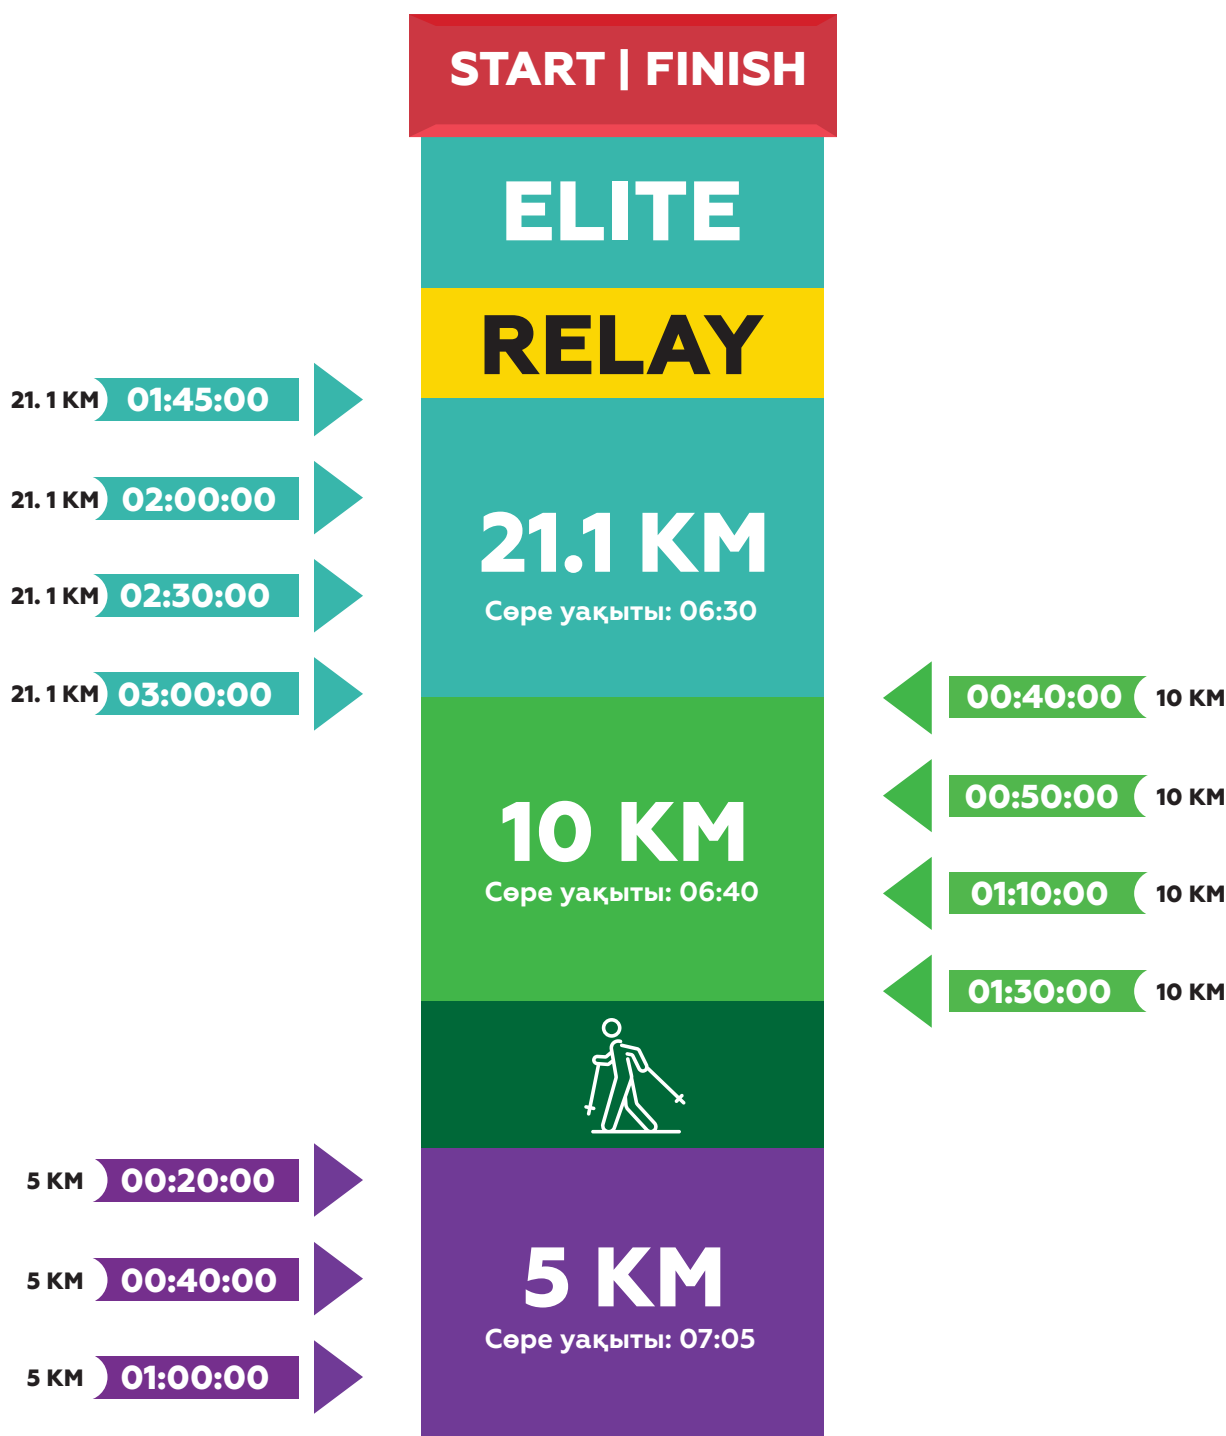 START | FINISH
ELITE
RELAY
21. 1 KM 01:45:00
21. 1 KM 02:00:00
21. 1 KM 02:30:00
21. 1 KM 03:00:00
21.1 KM
Сөре уақыты: 06:30
00:40:00 10 KM
00:50:00 10 KM
01:10:00 10 KM
01:30:00 10 KM
10 KM
Сөре уақыты: 06:40
5 KM 00:20:00
5 KM 00:40:00
5 KM 01:00:00
5 KM
Сөре уақыты: 07:05